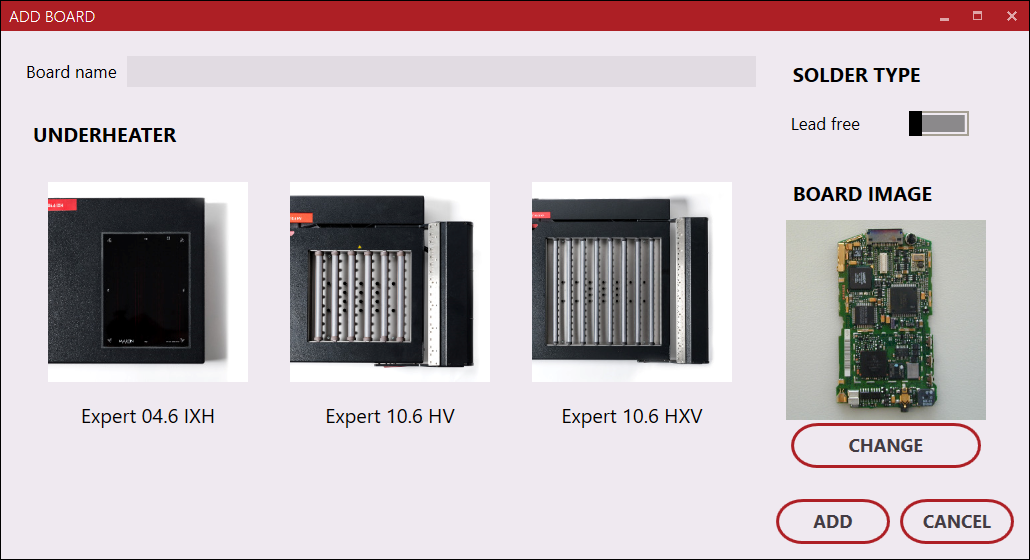 ADD BOARD
Board name
SOLDER TYPE
Lead free
UNDERHEATER
BOARD IMAGE
Expert 04.6 IXH
Expert 10.6 HV
Expert 10.6 HXV
CHANGE
ADD
CANCEL